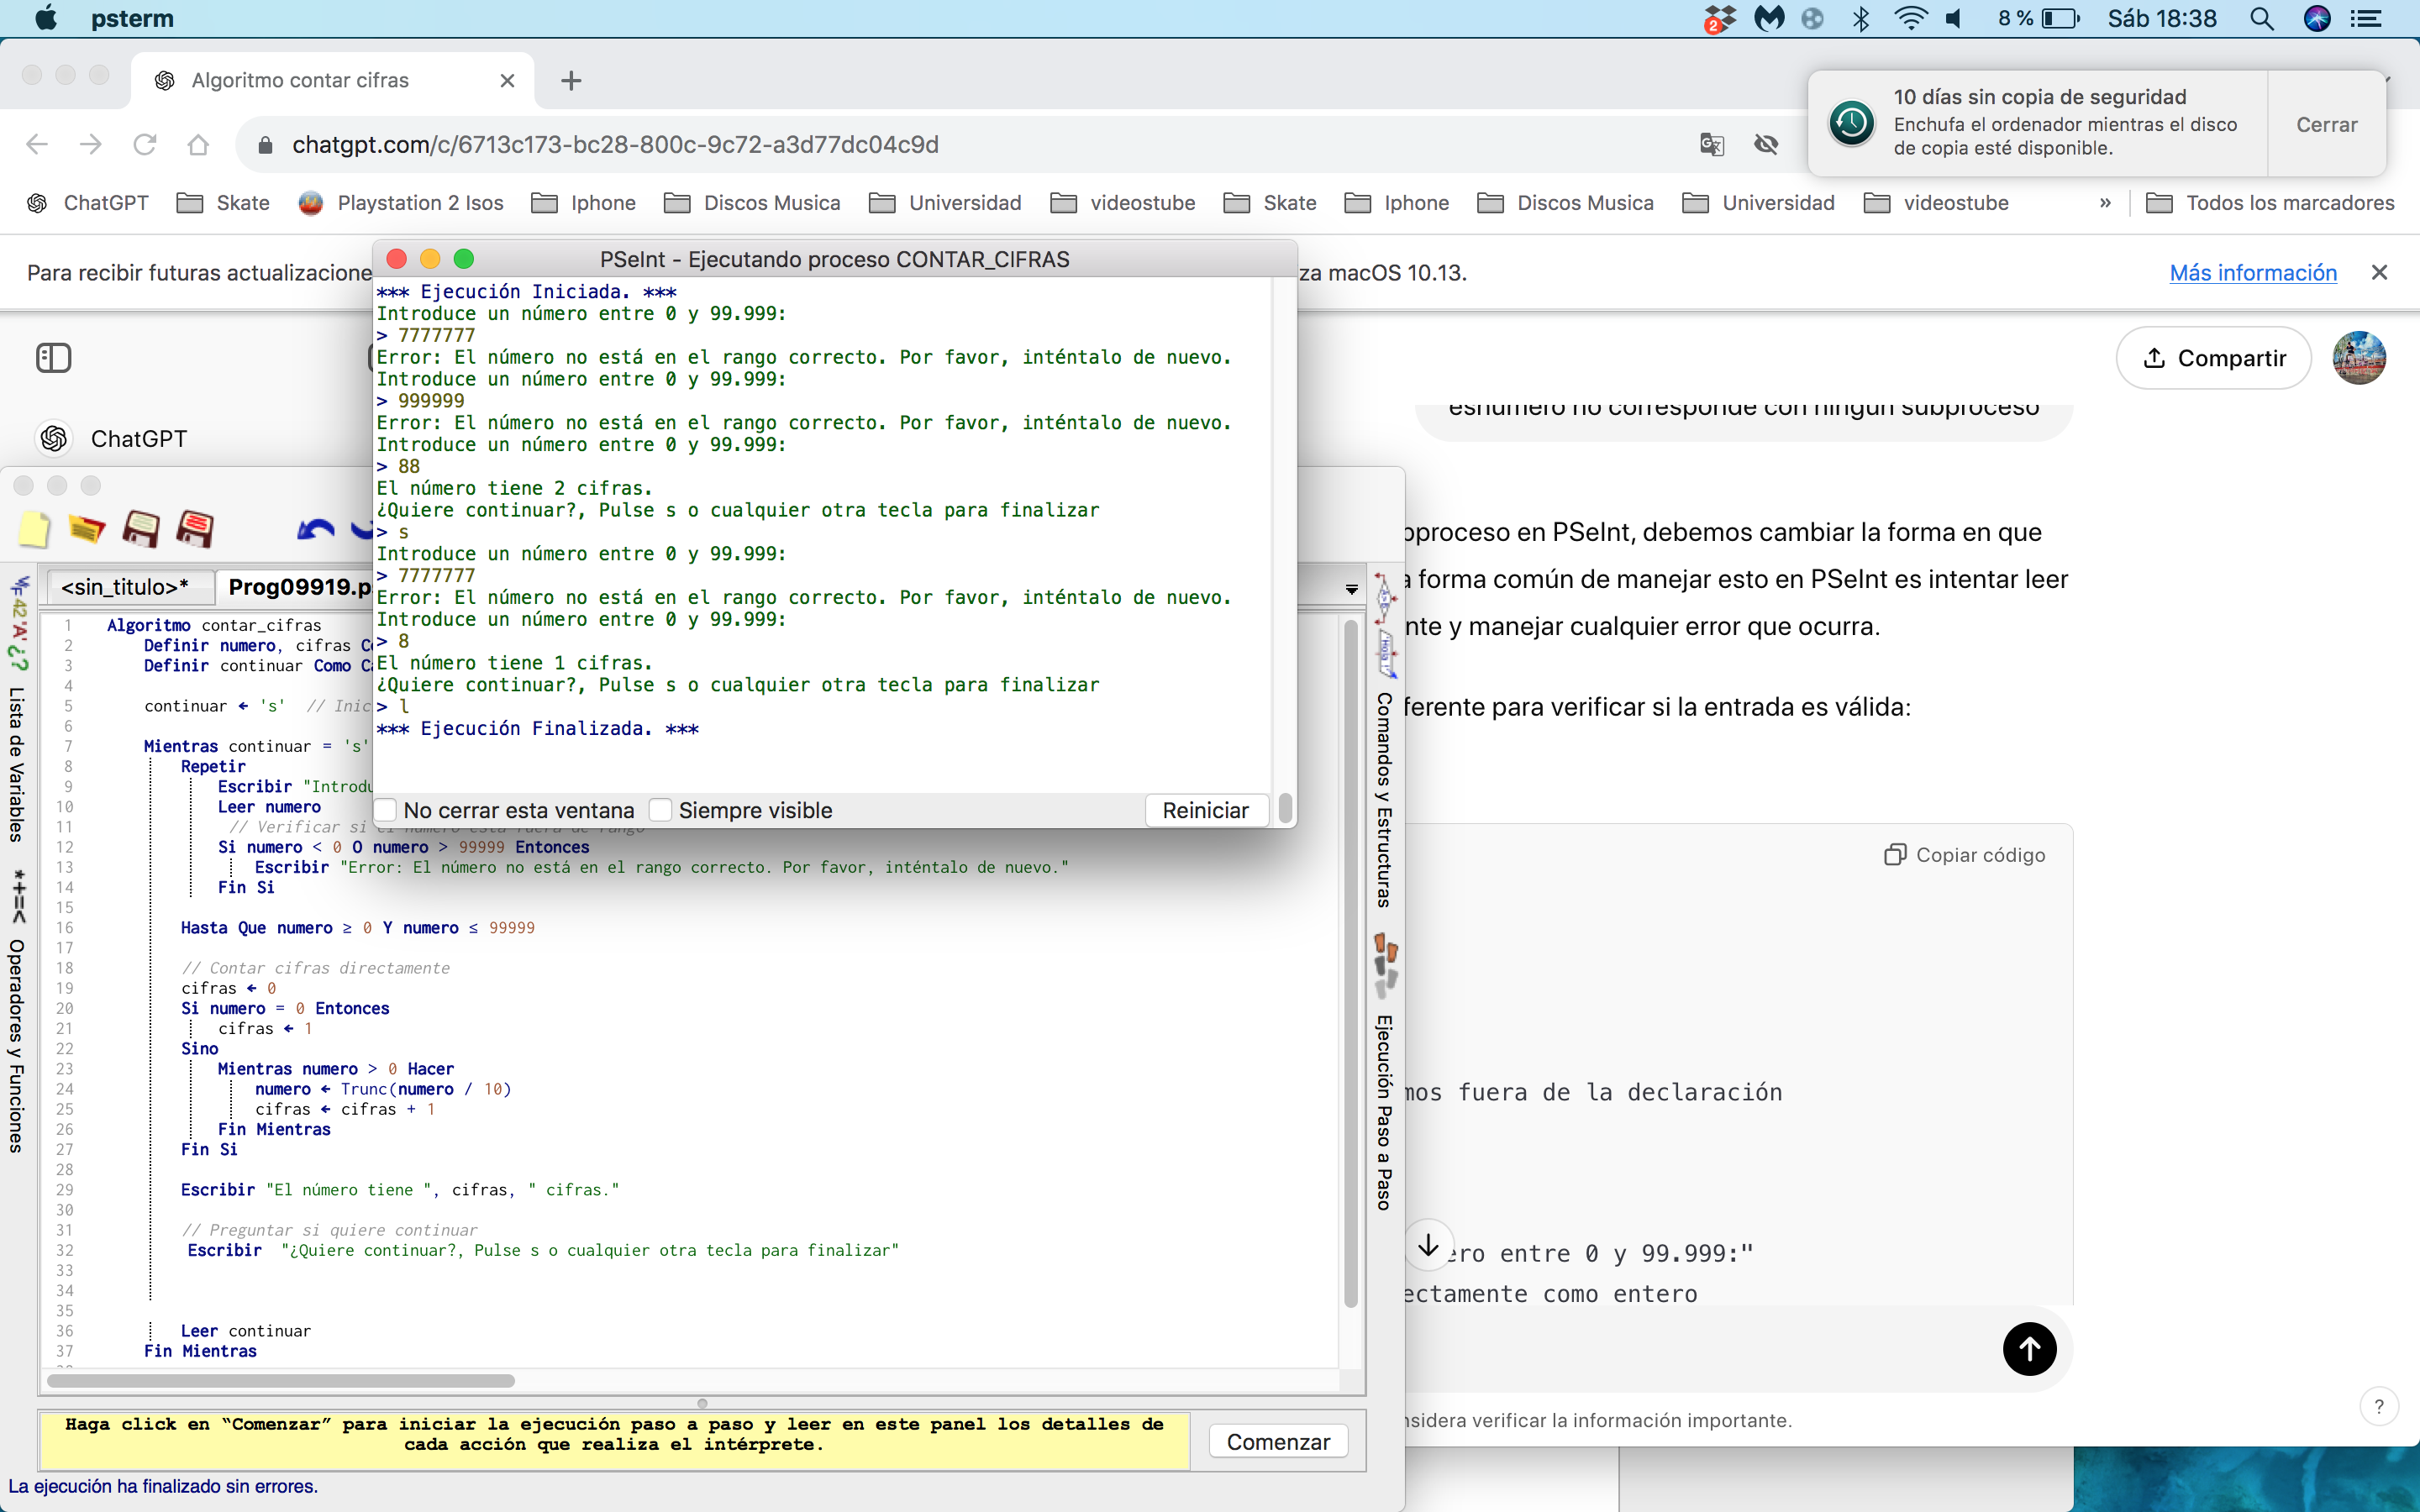 psterm
2
8 %
Sáb 18:38
Algoritmo contar cifras
chatgpt.com/c/6713c173-bc28-800c-9c72-a3d77dc04c9d
10 días sin copia de seguridad
Enchufa el ordenador mientras el disco
de copia esté disponible.
Cerrar
ChatGPT
Skate
Playstation 2 Isos
Iphone
Discos Musica
Universidad
videostube
Skate
Iphone
Discos Musica
Universidad
videostube
»
Todos los marcadores
Para recibir futuras actualizacione
za macOS 10.13.
Más información
PSeInt - Ejecutando proceso CONTAR_CIFRAS
*** Ejecución Iniciada. ***
Introduce un número entre 0 y 99.999:
> 7777777
Error: El número no está en el rango correcto. Por favor, inténtalo de nuevo.
Introduce un número entre 0 y 99.999:
> 999999
Error: El número no está en el rango correcto. Por favor, inténtalo de nuevo.
Introduce un número entre 0 y 99.999:
> 88
El número tiene 2 cifras.
¿Quiere continuar?, Pulse s o cualquier otra tecla para finalizar
> s
Introduce un número entre 0 y 99.999:
> 7777777
Error: El número no está en el rango correcto. Por favor, inténtalo de nuevo.
Introduce un número entre 0 y 99.999:
> 8
El número tiene 1 cifras.
¿Quiere continuar?, Pulse s o cualquier otra tecla para finalizar
> l
*** Ejecución Finalizada. ***
No cerrar esta ventana
Siempre visible
Reiniciar
Compartir
ChatGPT
esnumero no corresponde con ningun subproceso
bproceso en PSeInt, debemos cambiar la forma en que
a forma común de manejar esto en PSeInt es intentar leer
nte y manejar cualquier error que ocurra.
ferente para verificar si la entrada es válida:
Copiar código
mos fuera de la declaración
ero entre 0 y 99.999:"
ectamente como entero
nsidera verificar la información importante.
?
<sin_titulo>*
Prog09919.p
Lista de Variables
Operadores y Funciones
Comandos y Estructuras
Ejecución Paso a Paso
1 Algoritmo contar_cifras
2 Definir numero, cifras C
3 Definir continuar Como Ca
4
5 continuar ← 's' // Inic
6
7 Mientras continuar = 's'
8 Repetir
9 Escribir "Introdu
10 Leer numero
11 // Verificar si el numero esta fuera de rango
12 Si numero < 0 O numero > 99999 Entonces
13 Escribir "Error: El número no está en el rango correcto. Por favor, inténtalo de nuevo."
14 Fin Si
15
16 Hasta Que numero ≥ 0 Y numero ≤ 99999
17
18 // Contar cifras directamente
19 cifras ← 0
20 Si numero = 0 Entonces
21 cifras ← 1
22 Sino
23 Mientras numero > 0 Hacer
24 numero ← Trunc(numero / 10)
25 cifras ← cifras + 1
26 Fin Mientras
27 Fin Si
28
29 Escribir "El número tiene ", cifras, " cifras."
30
31 // Preguntar si quiere continuar
32 Escribir "¿Quiere continuar?, Pulse s o cualquier otra tecla para finalizar"
33
34
35
36 Leer continuar
37 Fin Mientras
Haga click en “Comenzar” para iniciar la ejecución paso a paso y leer en este panel los detalles de
cada acción que realiza el intérprete.
Comenzar
La ejecución ha finalizado sin errores.